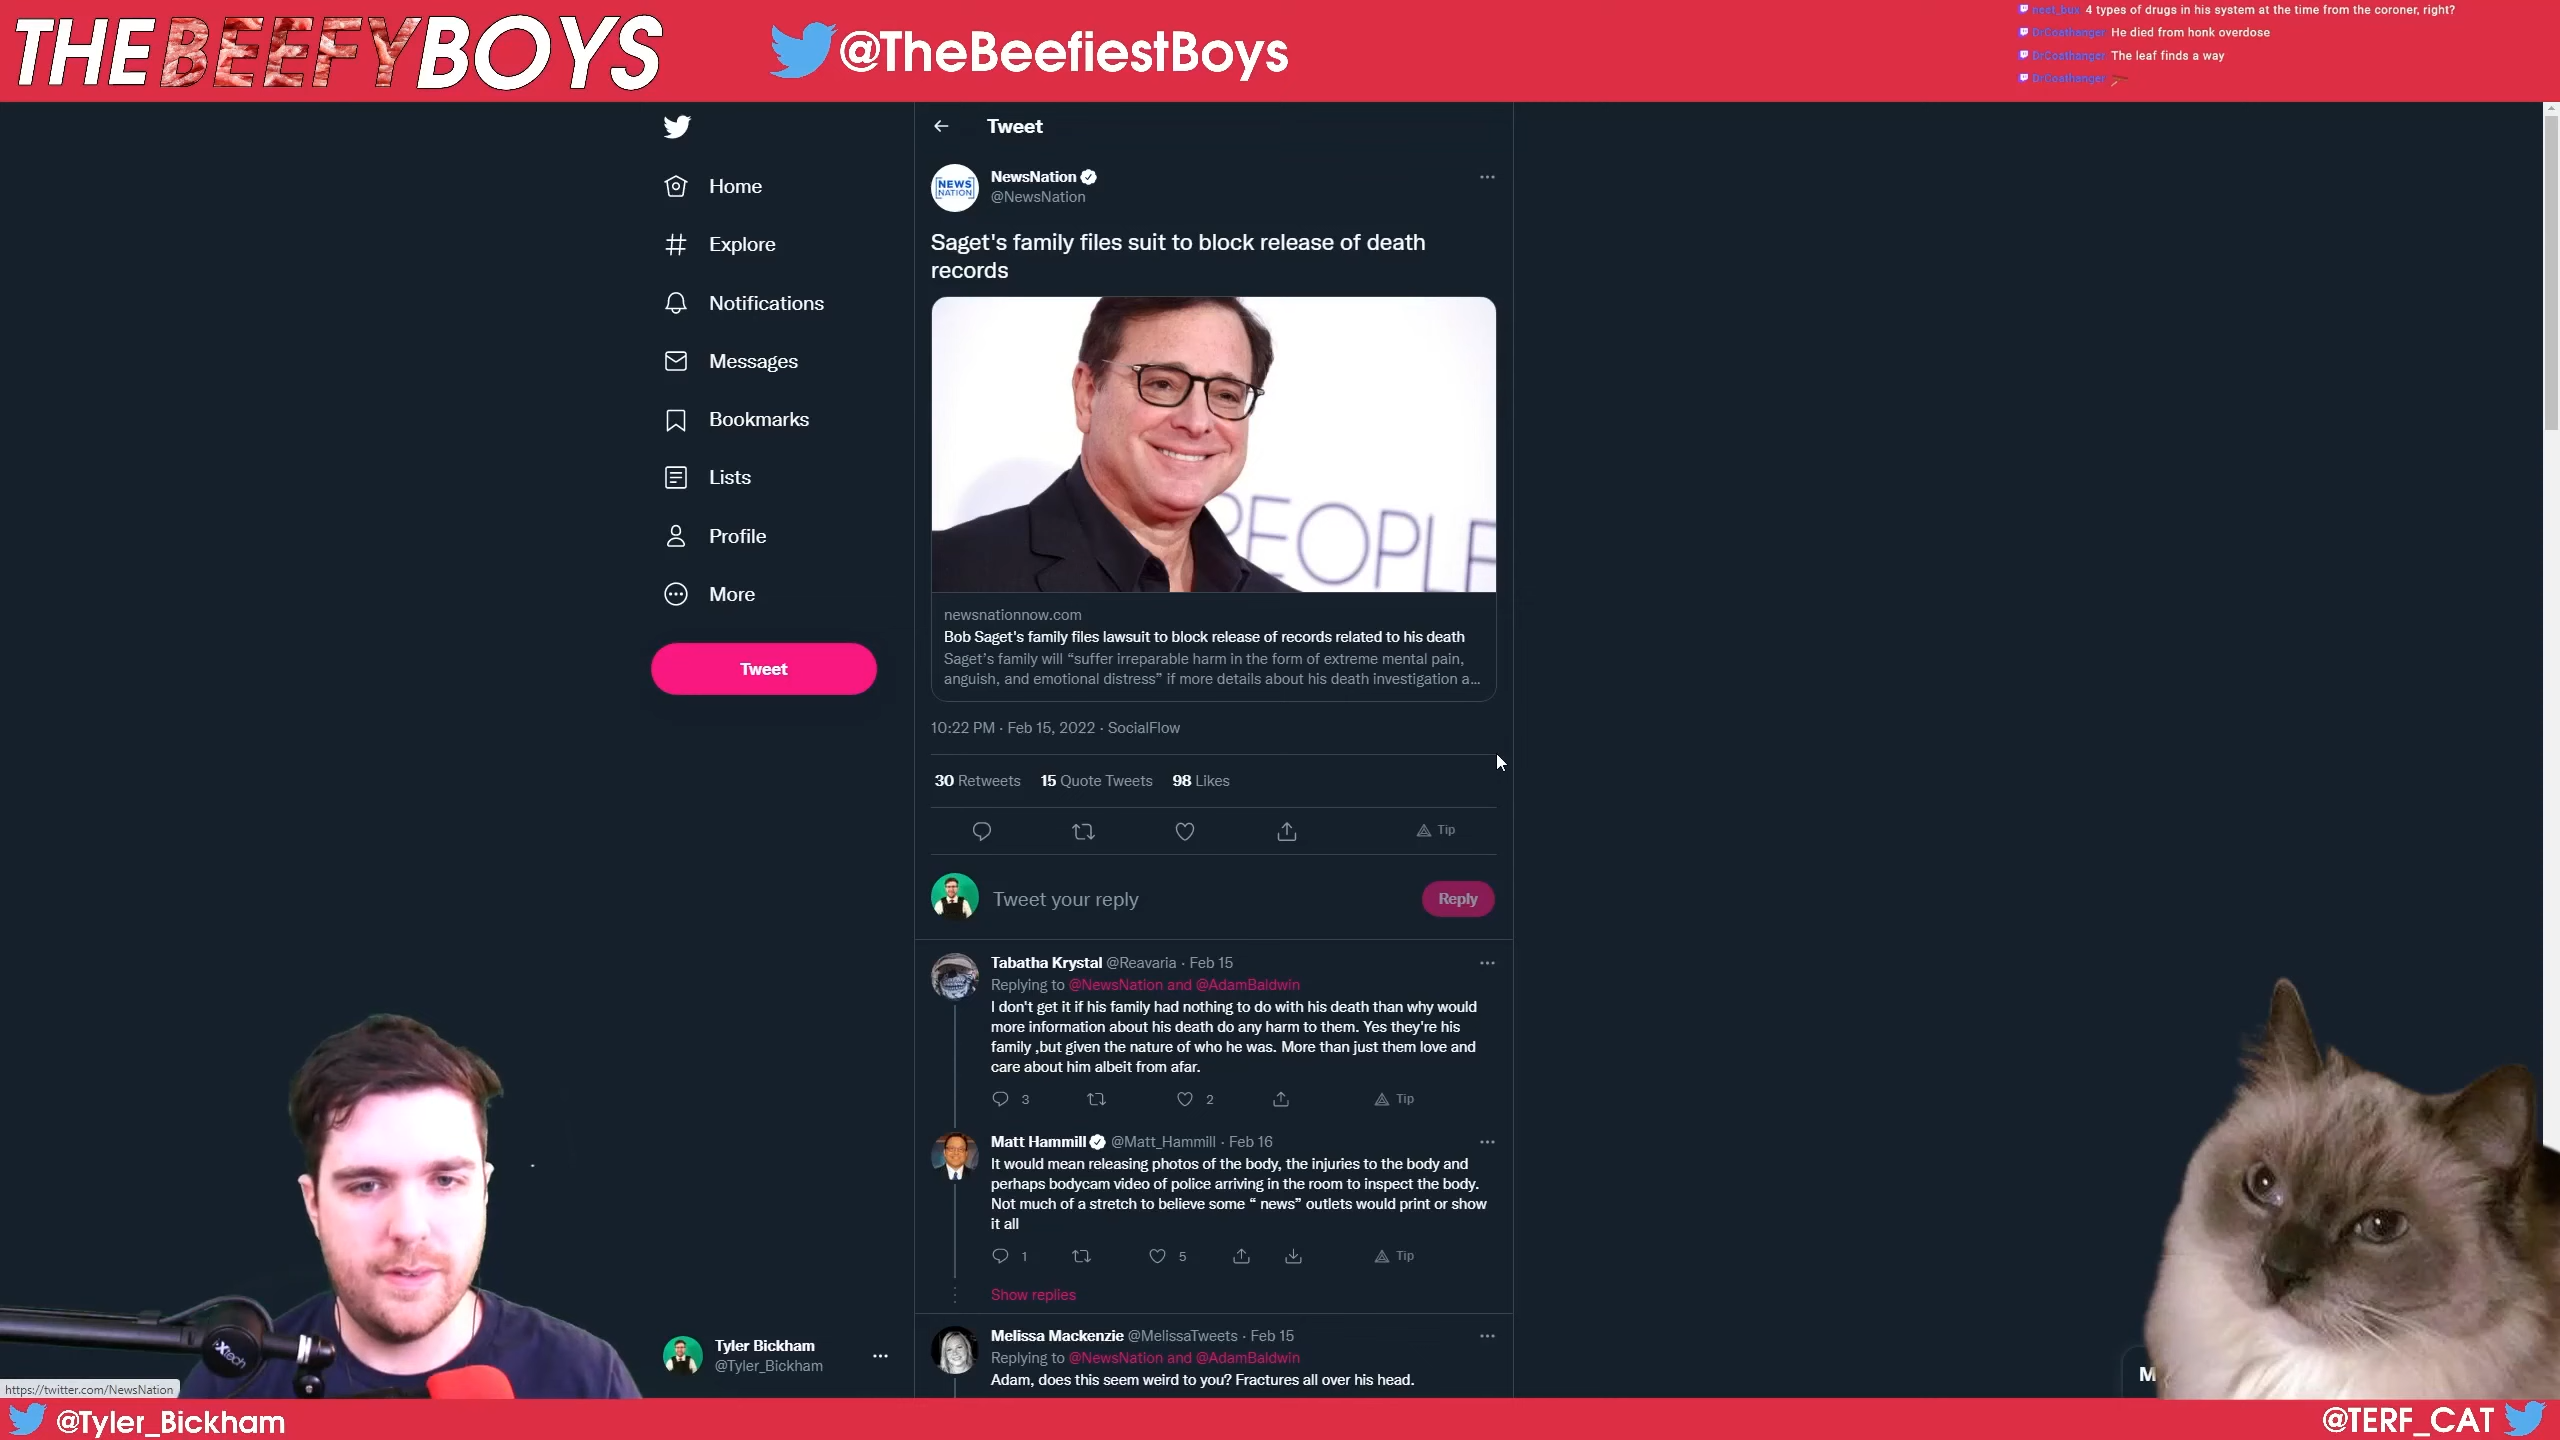 THE BEEFY BOYS
@TheBeefiestBoys
neet_bux 4 types of drugs in his system at the time from the coroner, right?
DrCoathanger He died from honk overdose
DrCoathanger The leaf finds a way
DrCoathanger
Tweet
Home
Explore
Notifications
Messages
Bookmarks
Lists
Profile
More
Tweet
NEWS NATION
NewsNation
@NewsNation
Saget's family files suit to block release of death
records
PEOPLE
newsnationnow.com
Bob Saget's family files lawsuit to block release of records related to his death
Saget's family will “suffer irreparable harm in the form of extreme mental pain,
anguish, and emotional distress” if more details about his death investigation a...
10:22 PM · Feb 15, 2022 · SocialFlow
30 Retweets 15 Quote Tweets 98 Likes
Tip
Tweet your reply
Reply
Tabatha Krystal @Reavaria · Feb 15
Replying to @NewsNation and @AdamBaldwin
I don't get it if his family had nothing to do with his death than why would
more information about his death do any harm to them. Yes they're his
family ,but given the nature of who he was. More than just them love and
care about him albeit from afar.
3 2 Tip
Matt Hammill @Matt_Hammill · Feb 16
It would mean releasing photos of the body, the injuries to the body and
perhaps bodycam video of police arriving in the room to inspect the body.
Not much of a stretch to believe some “ news” outlets would print or show
it all
1 5 Tip
Show replies
Melissa Mackenzie @MelissaTweets · Feb 15
Replying to @NewsNation and @AdamBaldwin
Adam, does this seem weird to you? Fractures all over his head.
Tyler Bickham
@Tyler_Bickham
https://twitter.com/NewsNation
M
@Tyler_Bickham
@TERF_CAT